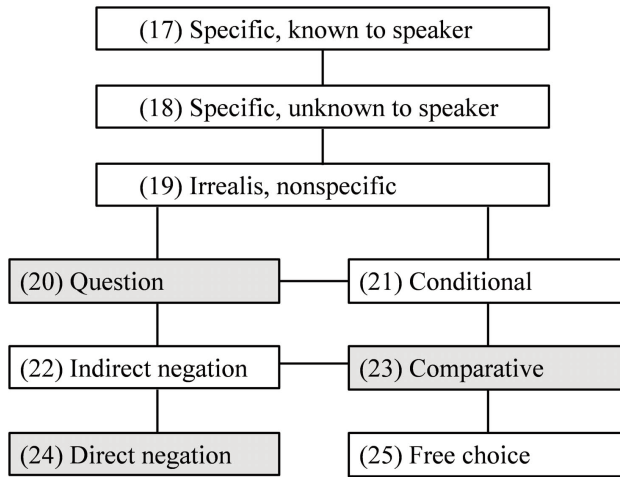 (17) Specific, known to speaker
(18) Specific, unknown to speaker
(19) Irrealis, nonspecific
(20) Question
(21) Conditional
(22) Indirect negation
(23) Comparative
(24) Direct negation
(25) Free choice